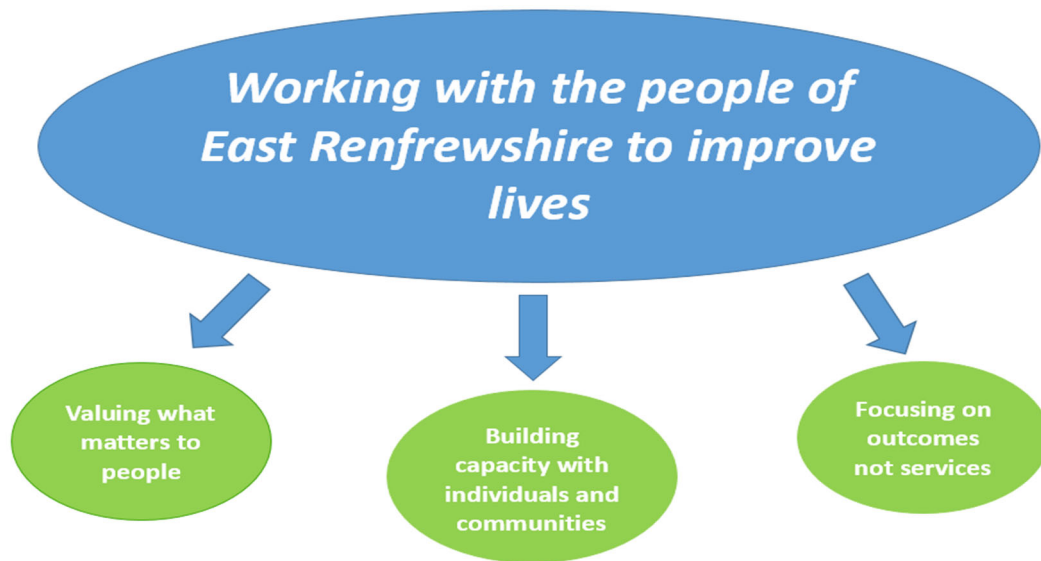 Working with the people of
East Renfrewshire to improve
lives
Valuing what
matters to
people
Building
capacity with
individuals and
communities
Focusing on
outcomes
not services